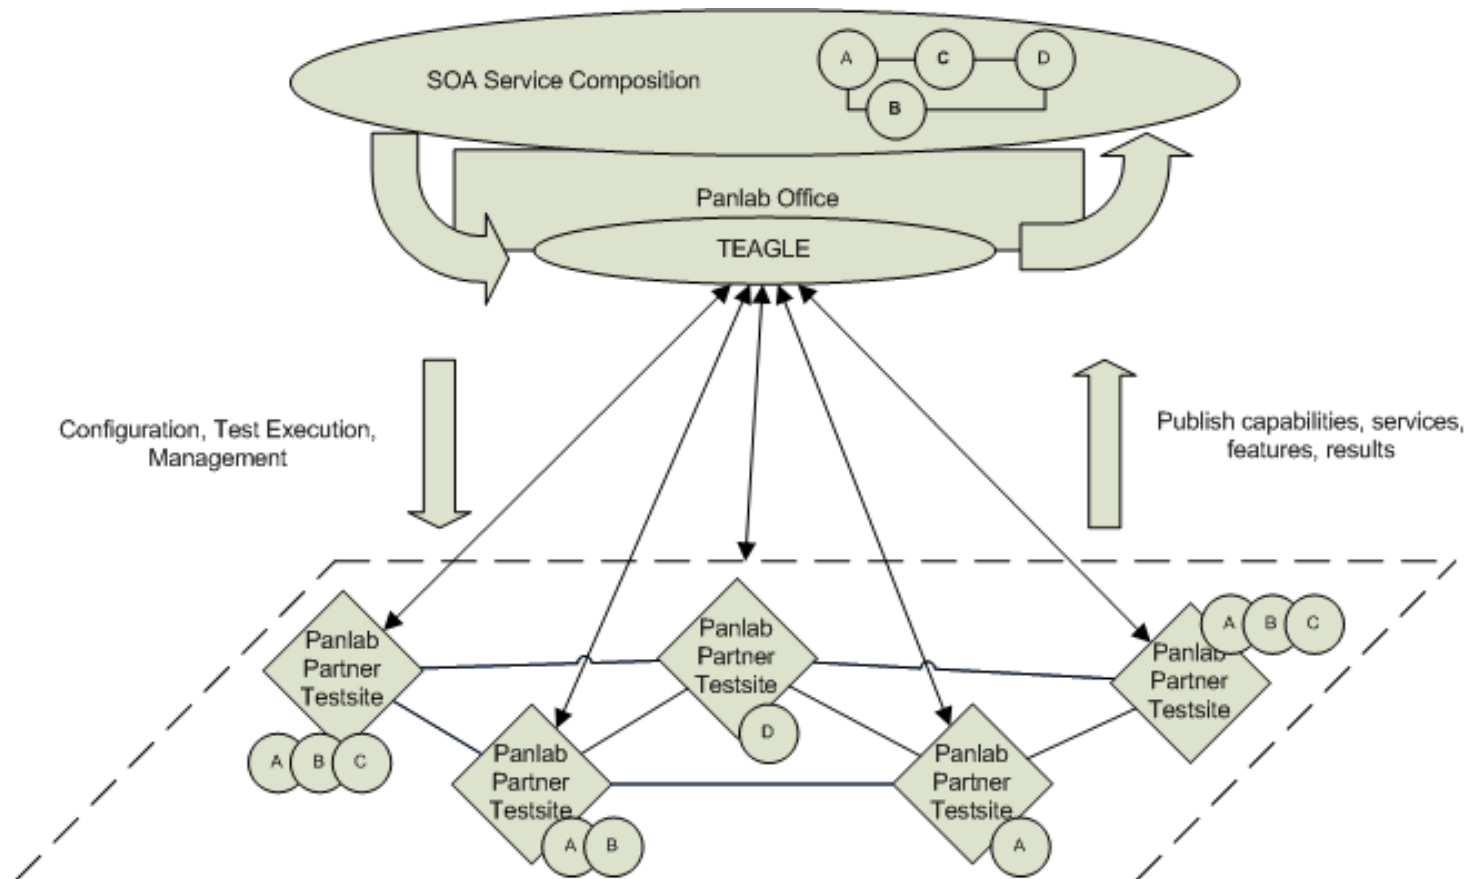 SOA Service Composition
A
C
D
B
Panlab Office
TEAGLE
Configuration, Test Execution,
Management
Publish capabilities, services,
features, results
Panlab
Partner
Testsite
A
B
C
Panlab
Partner
Testsite
A
B
Panlab
Partner
Testsite
D
Panlab
Partner
Testsite
A
Panlab
Partner
Testsite
A
B
C